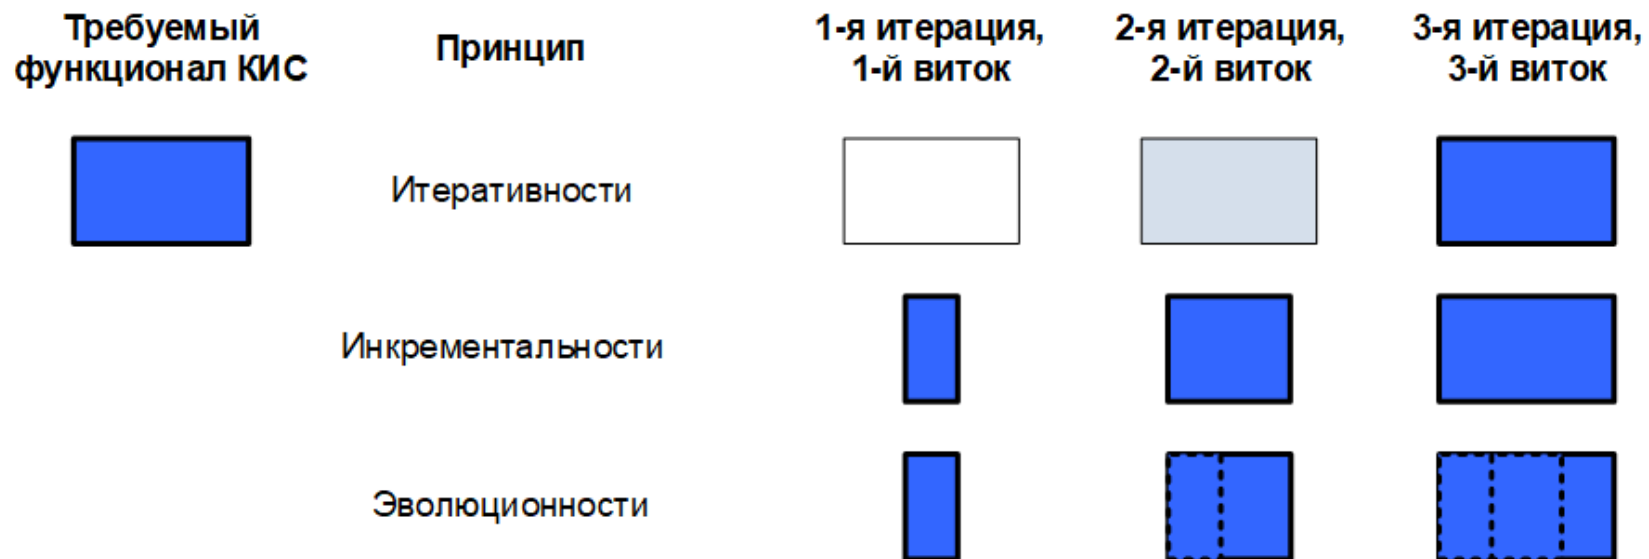 Требуемый
функционал КИС
Принцип
1-я итерация,
1-й виток
2-я итерация,
2-й виток
3-я итерация,
3-й виток
Итеративности
Инкрементальности
Эволюционности